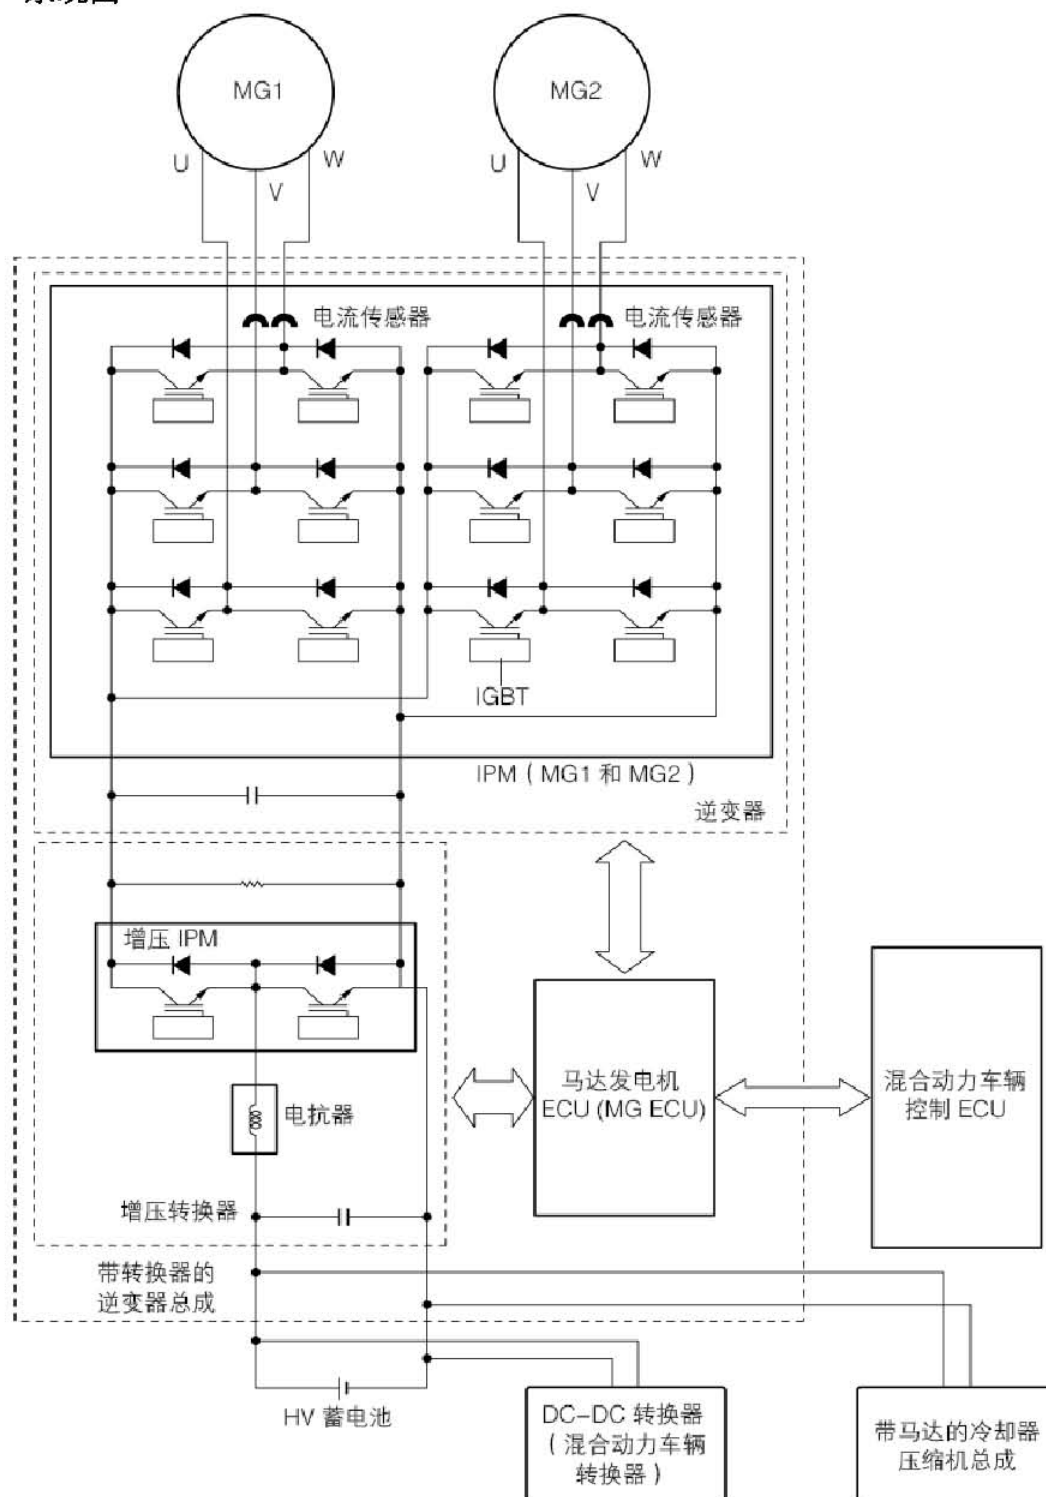 MG1
MG2
U
V
W
U
V
W
电流传感器
电流传感器
IGBT
IPM（MG1 和 MG2）
逆变器
增压 IPM
马达发电机
ECU (MG ECU)
混合动力车辆
控制 ECU
电抗器
增压转换器
带转换器的
逆变器总成
HV 蓄电池
DC–DC 转换器
（混合动力车辆
转换器）
带马达的冷却器
压缩机总成